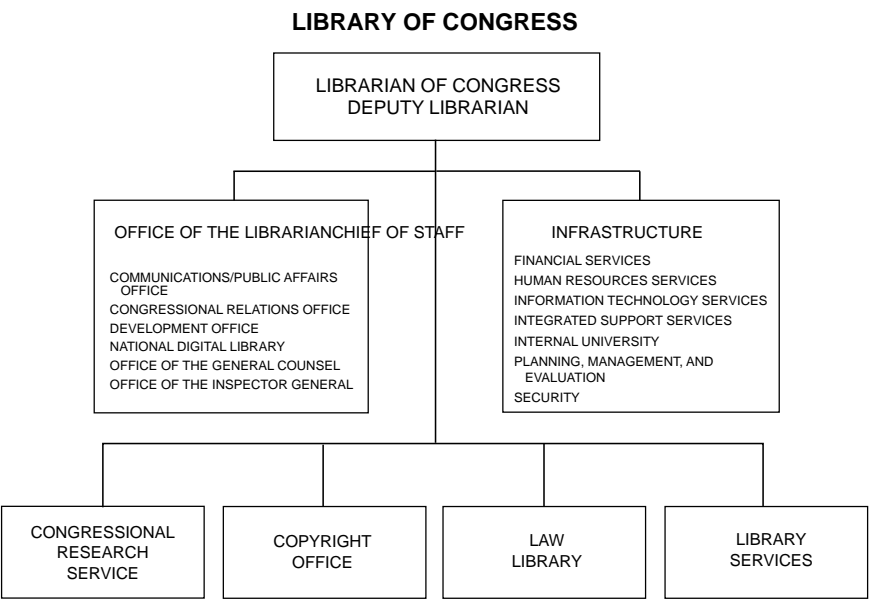 LIBRARY OF CONGRESS
LIBRARIAN OF CONGRESS
DEPUTY LIBRARIAN
OFFICE OF THE LIBRARIANCHIEF OF STAFF
COMMUNICATIONS/PUBLIC AFFAIRS
OFFICE
CONGRESSIONAL RELATIONS OFFICE
DEVELOPMENT OFFICE
NATIONAL DIGITAL LIBRARY
OFFICE OF THE GENERAL COUNSEL
OFFICE OF THE INSPECTOR GENERAL
INFRASTRUCTURE
FINANCIAL SERVICES
HUMAN RESOURCES SERVICES
INFORMATION TECHNOLOGY SERVICES
INTEGRATED SUPPORT SERVICES
INTERNAL UNIVERSITY
PLANNING, MANAGEMENT, AND
EVALUATION
SECURITY
CONGRESSIONAL
RESEARCH
SERVICE
COPYRIGHT
OFFICE
LAW
LIBRARY
LIBRARY
SERVICES